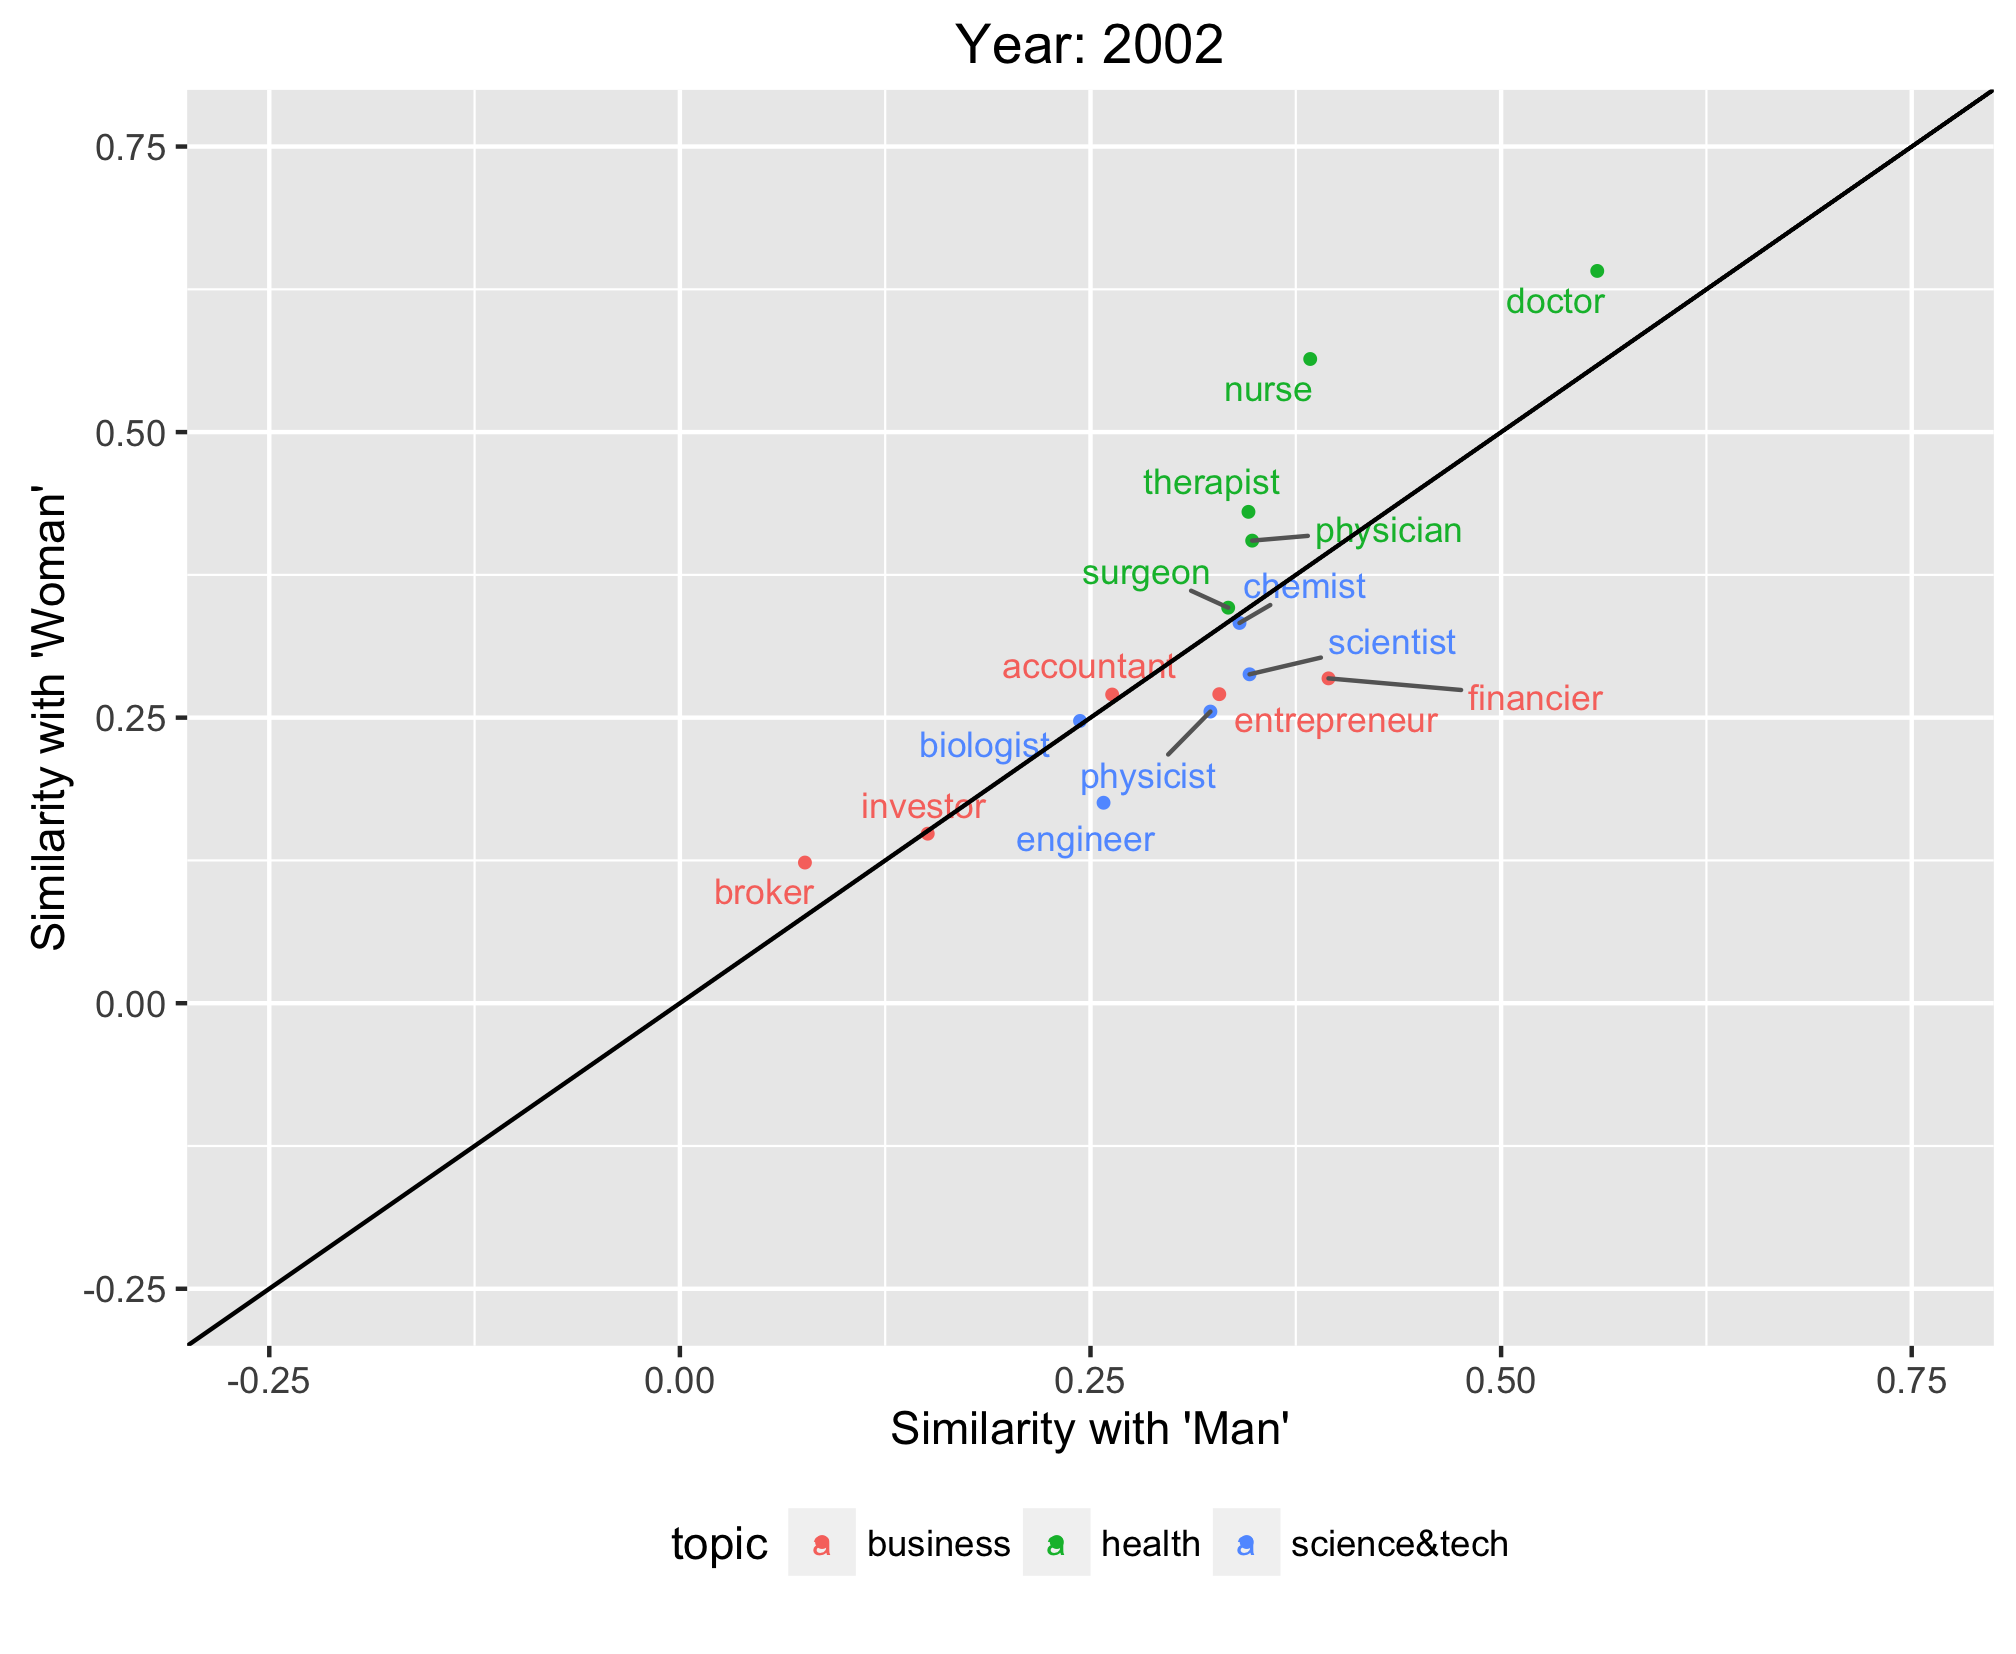 Year: 2002
0.75
0.50
0.25
0.00
-0.25
Similarity with 'Woman'
doctor
nurse
therapist
physician
surgeon
chemist
scientist
accountant
financier
entrepreneur
biologist
physicist
investor
engineer
broker
-0.25 0.00 0.25 0.50 0.75
Similarity with 'Man'
topic a business a health a science&tech